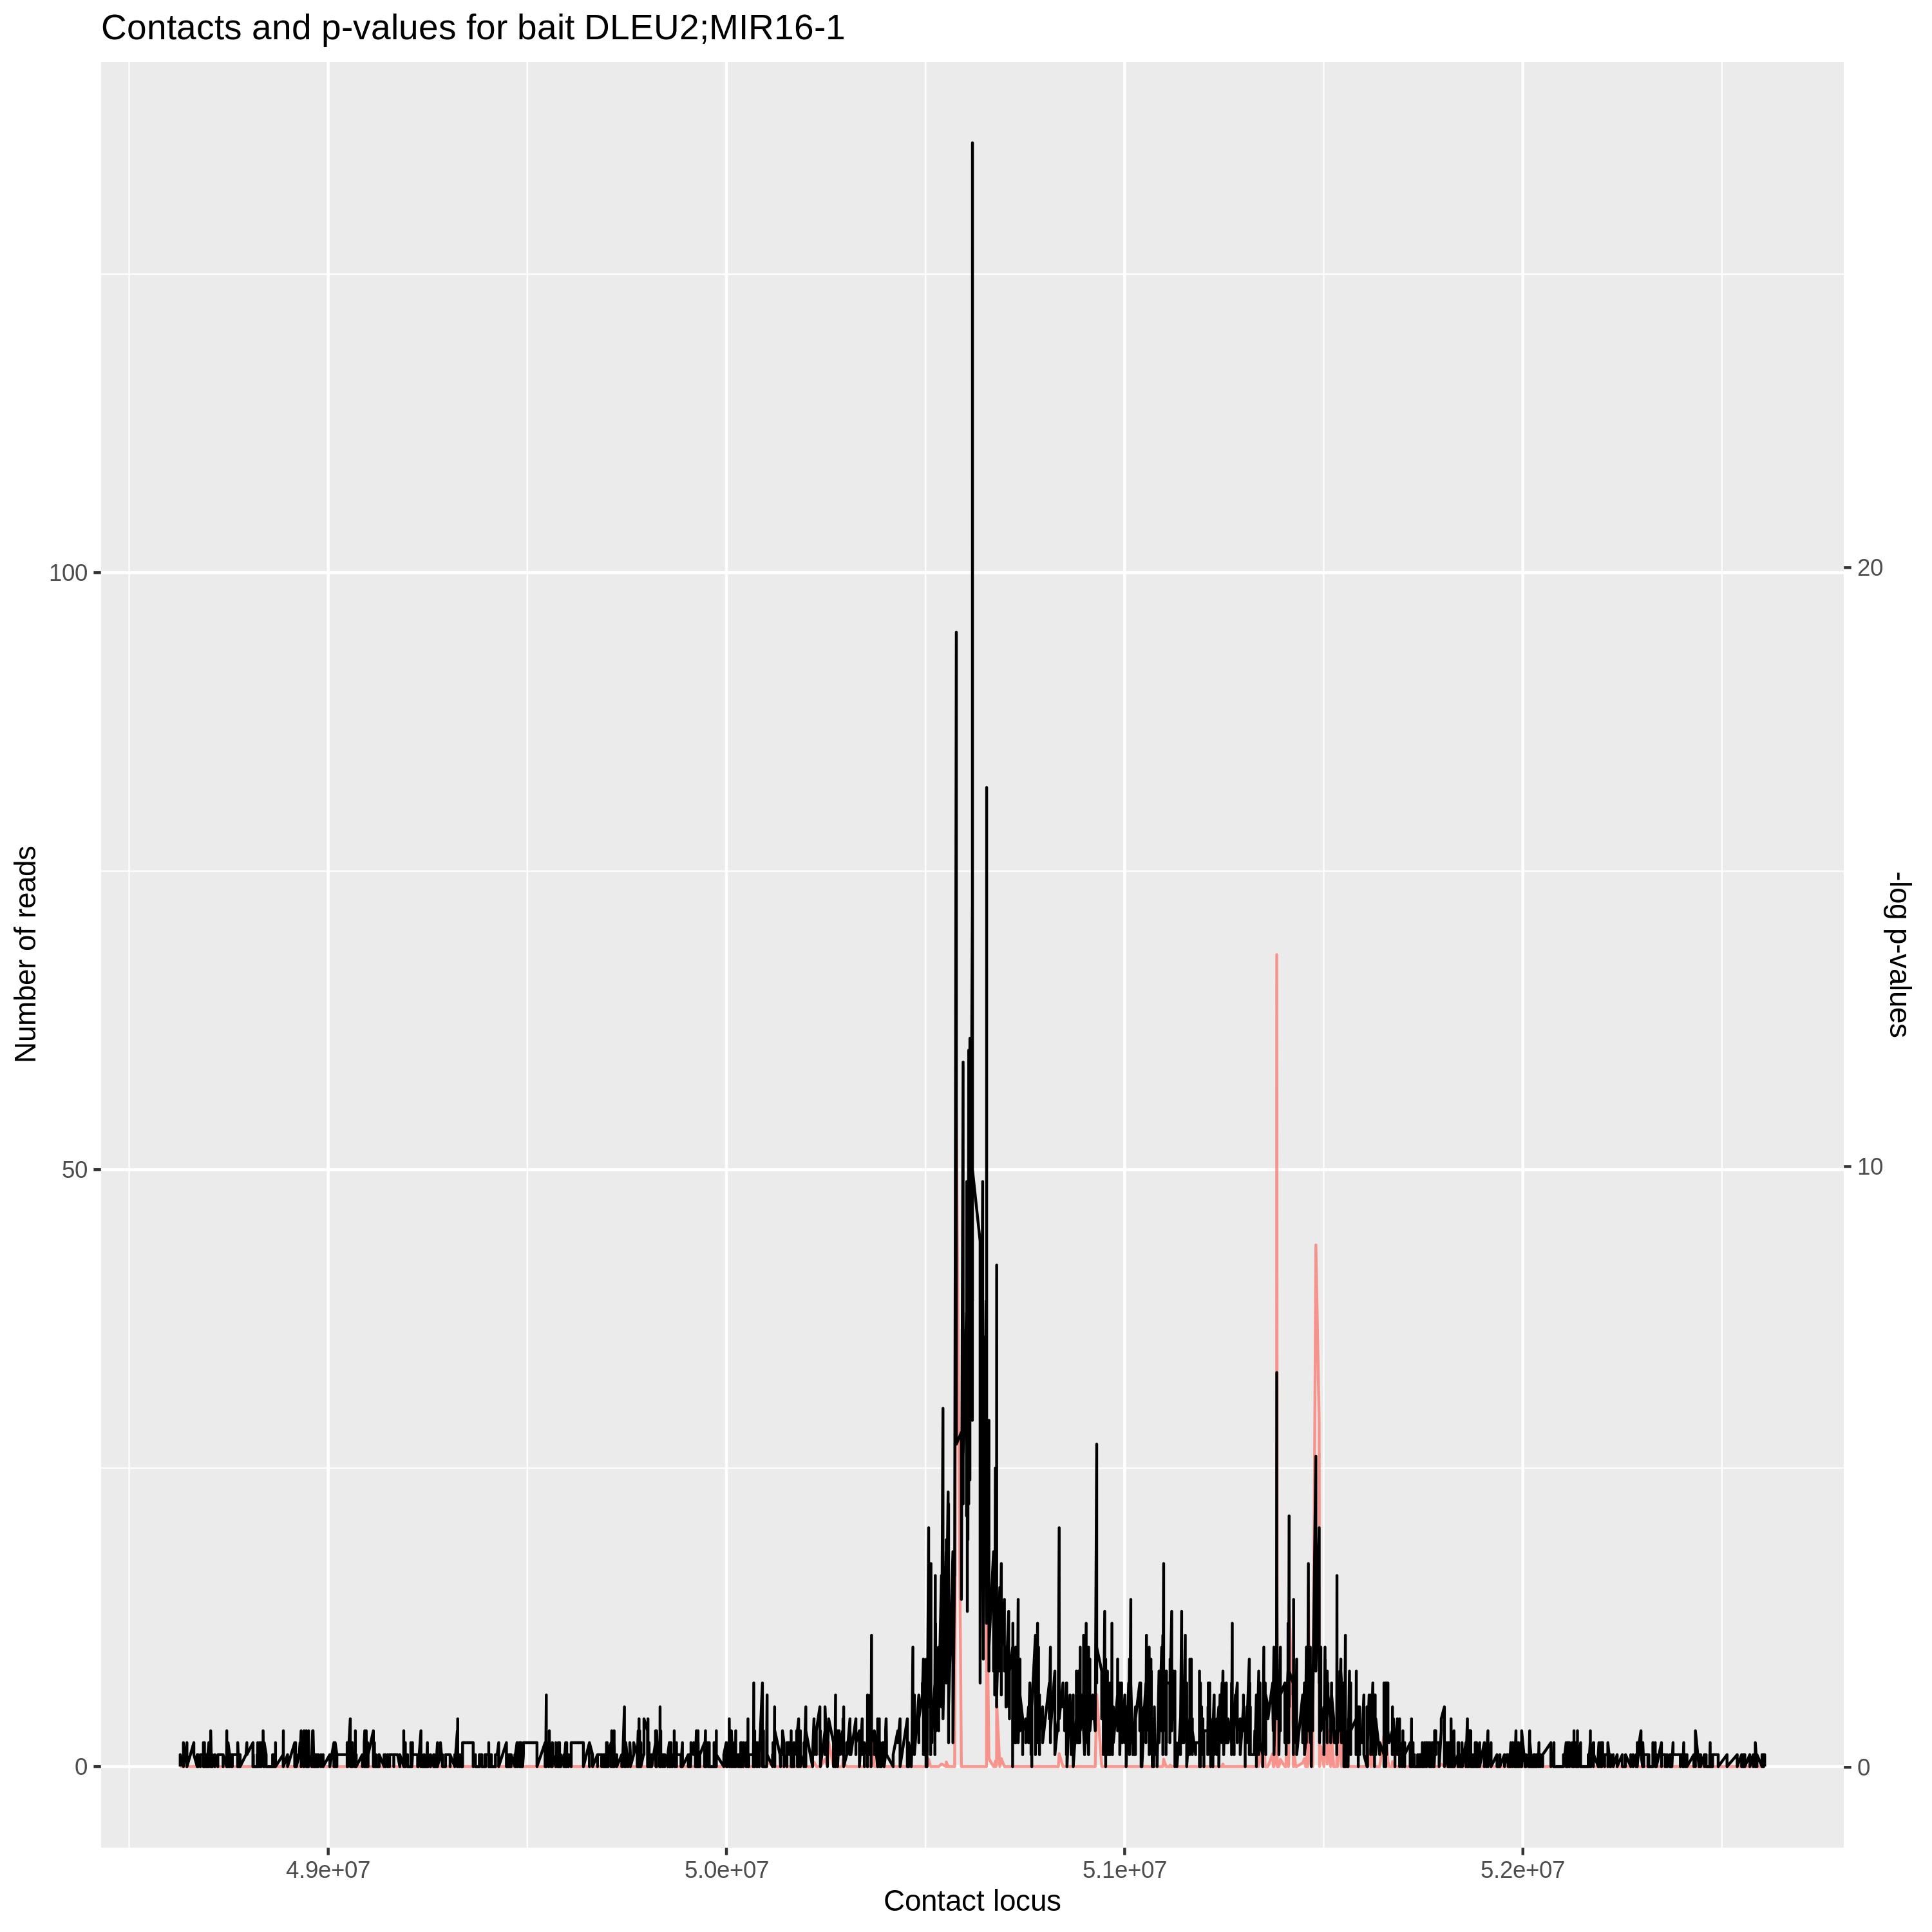 Contacts and p-values for bait DLEU2;MIR16-1
Number of reads
100
50
0
20
10
0
-log p-values
4.9e+07
5.0e+07
5.1e+07
5.2e+07
Contact locus